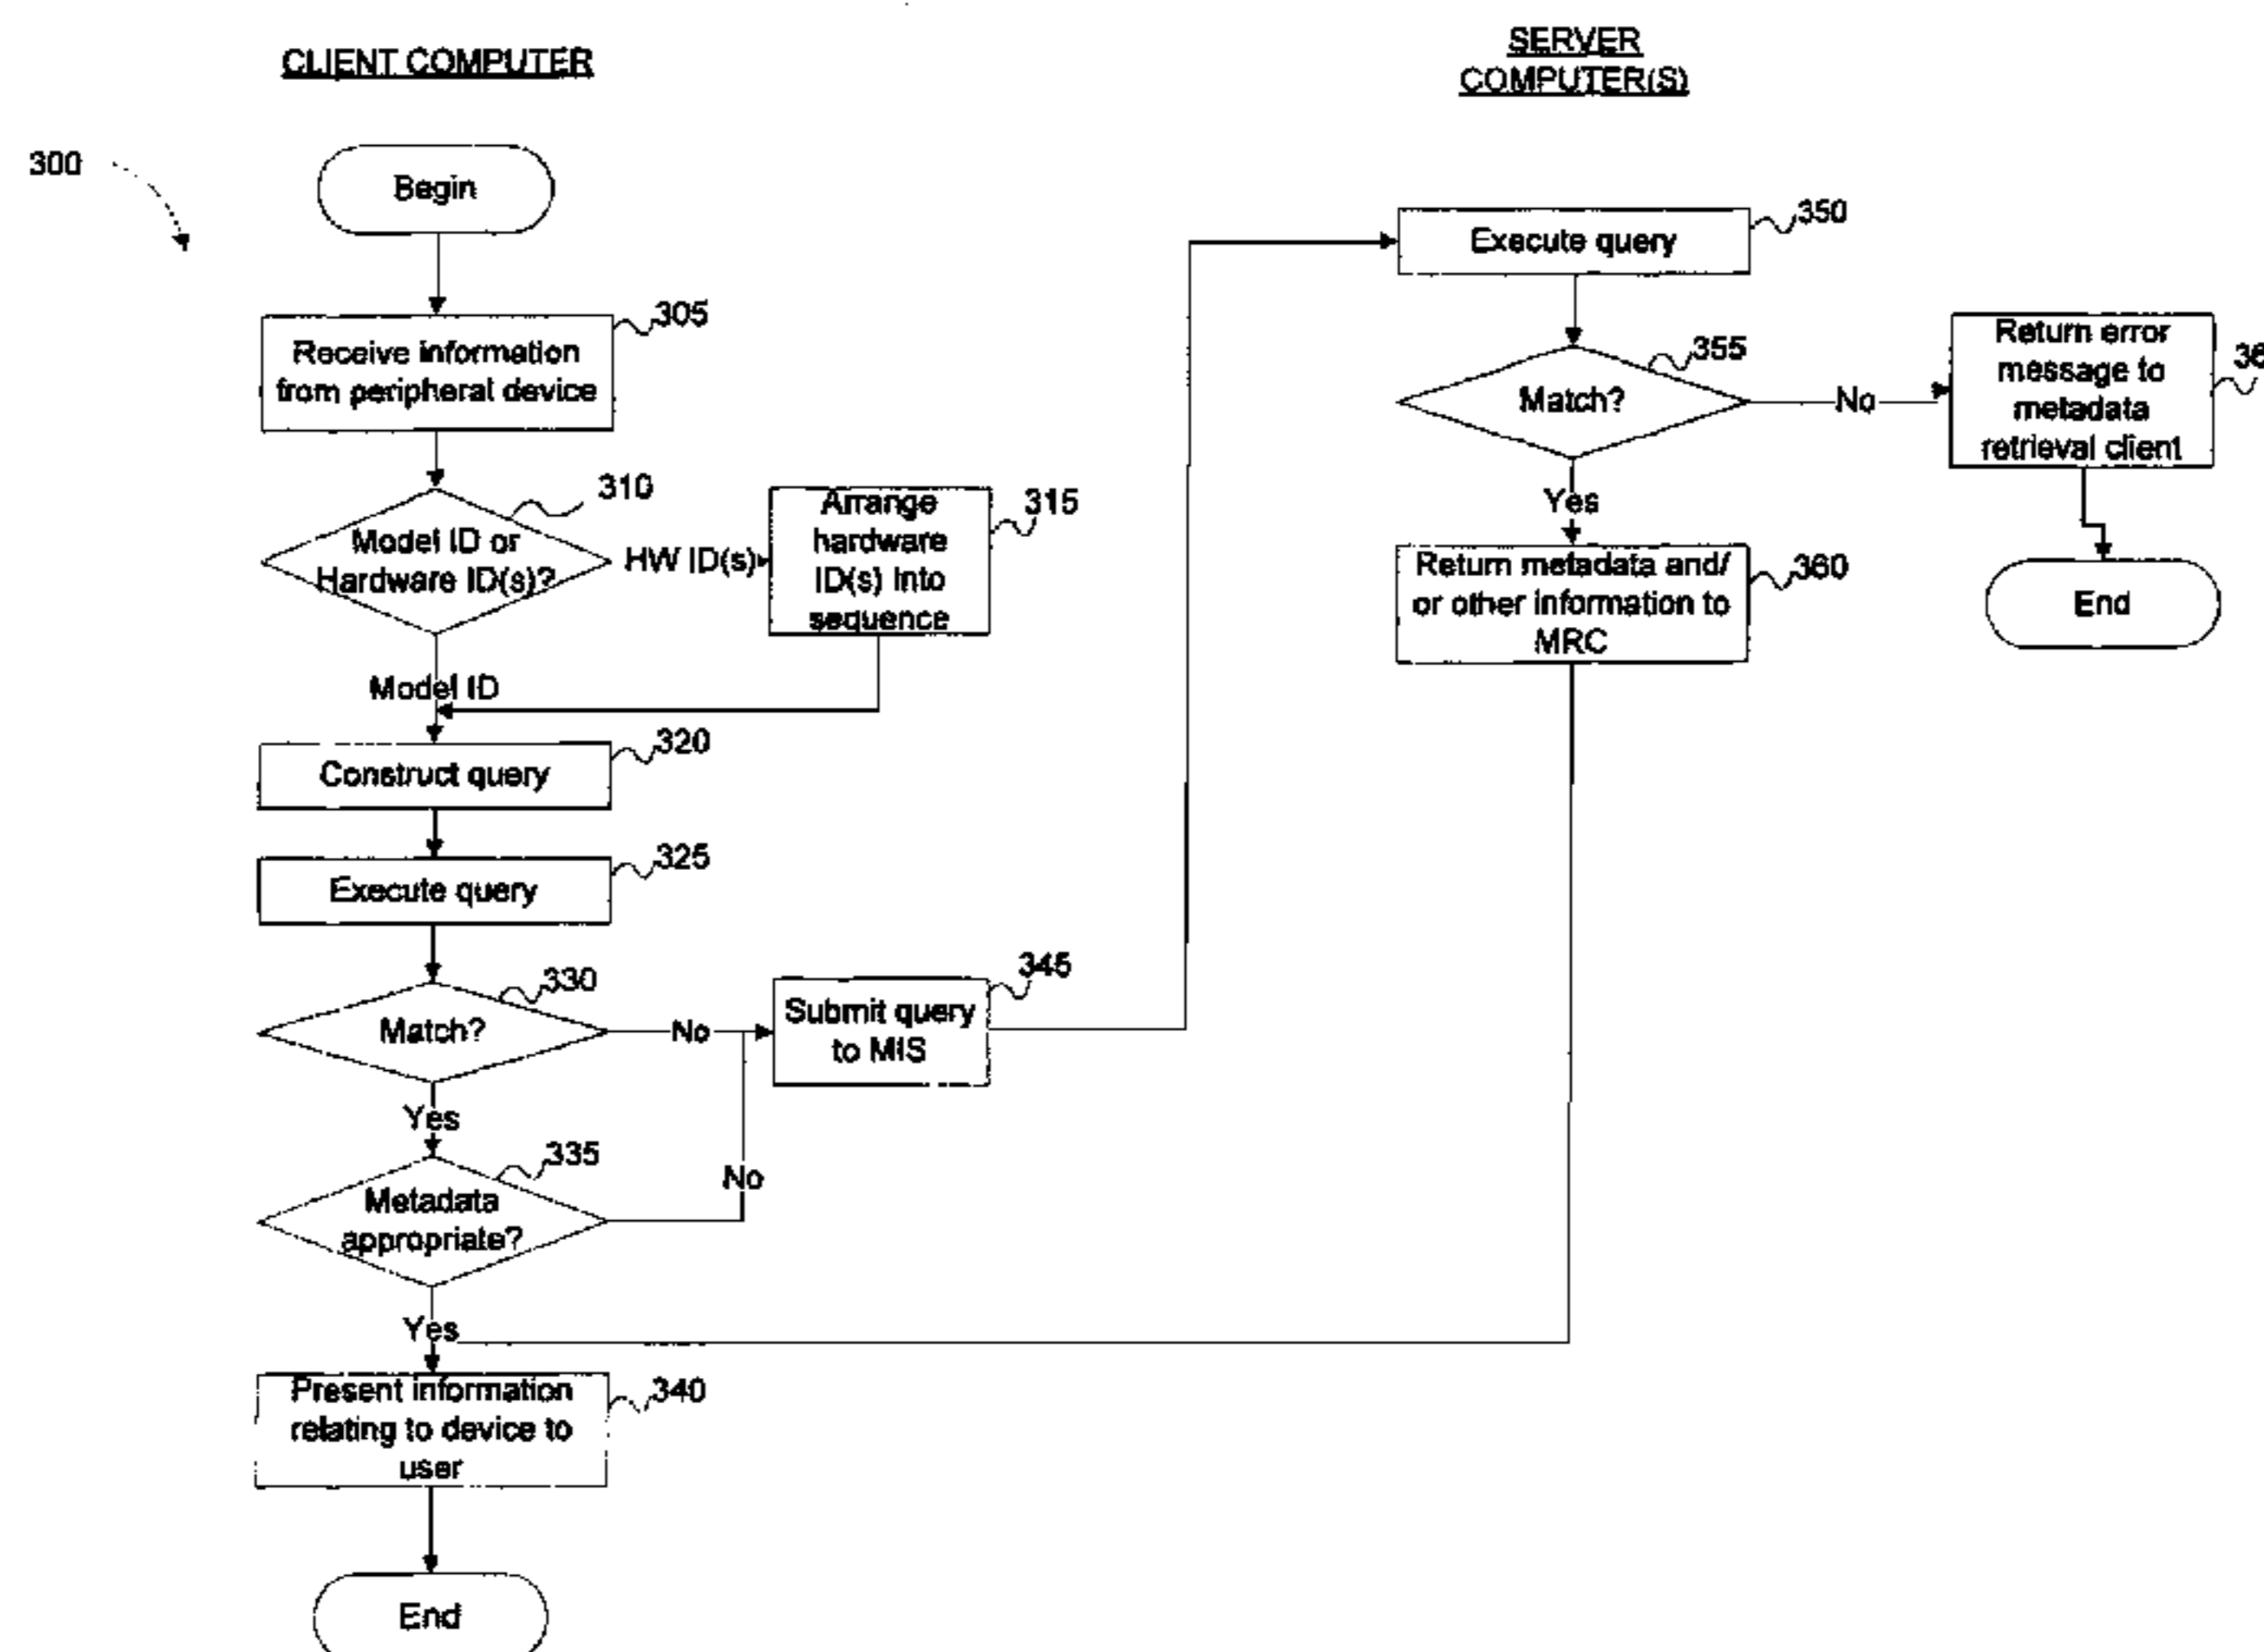 CLIENT COMPUTER
SERVER
COMPUTER(S)
300
Begin
305
Receive information
from peripheral device
310
Model ID or
Hardware ID(s)?
HW ID(s)
315
Arrange
hardware
ID(s) into
sequence
Model ID
320
Construct query
325
Execute query
330
Match?
No
345
Submit query
to MIS
Yes
335
Metadata
appropriate?
No
Yes
340
Present information
relating to device to
user
End
350
Execute query
355
Match?
No
Return error
message to
metadata
retrieval client
End
Yes
360
Return metadata and/
or other information to
MRC